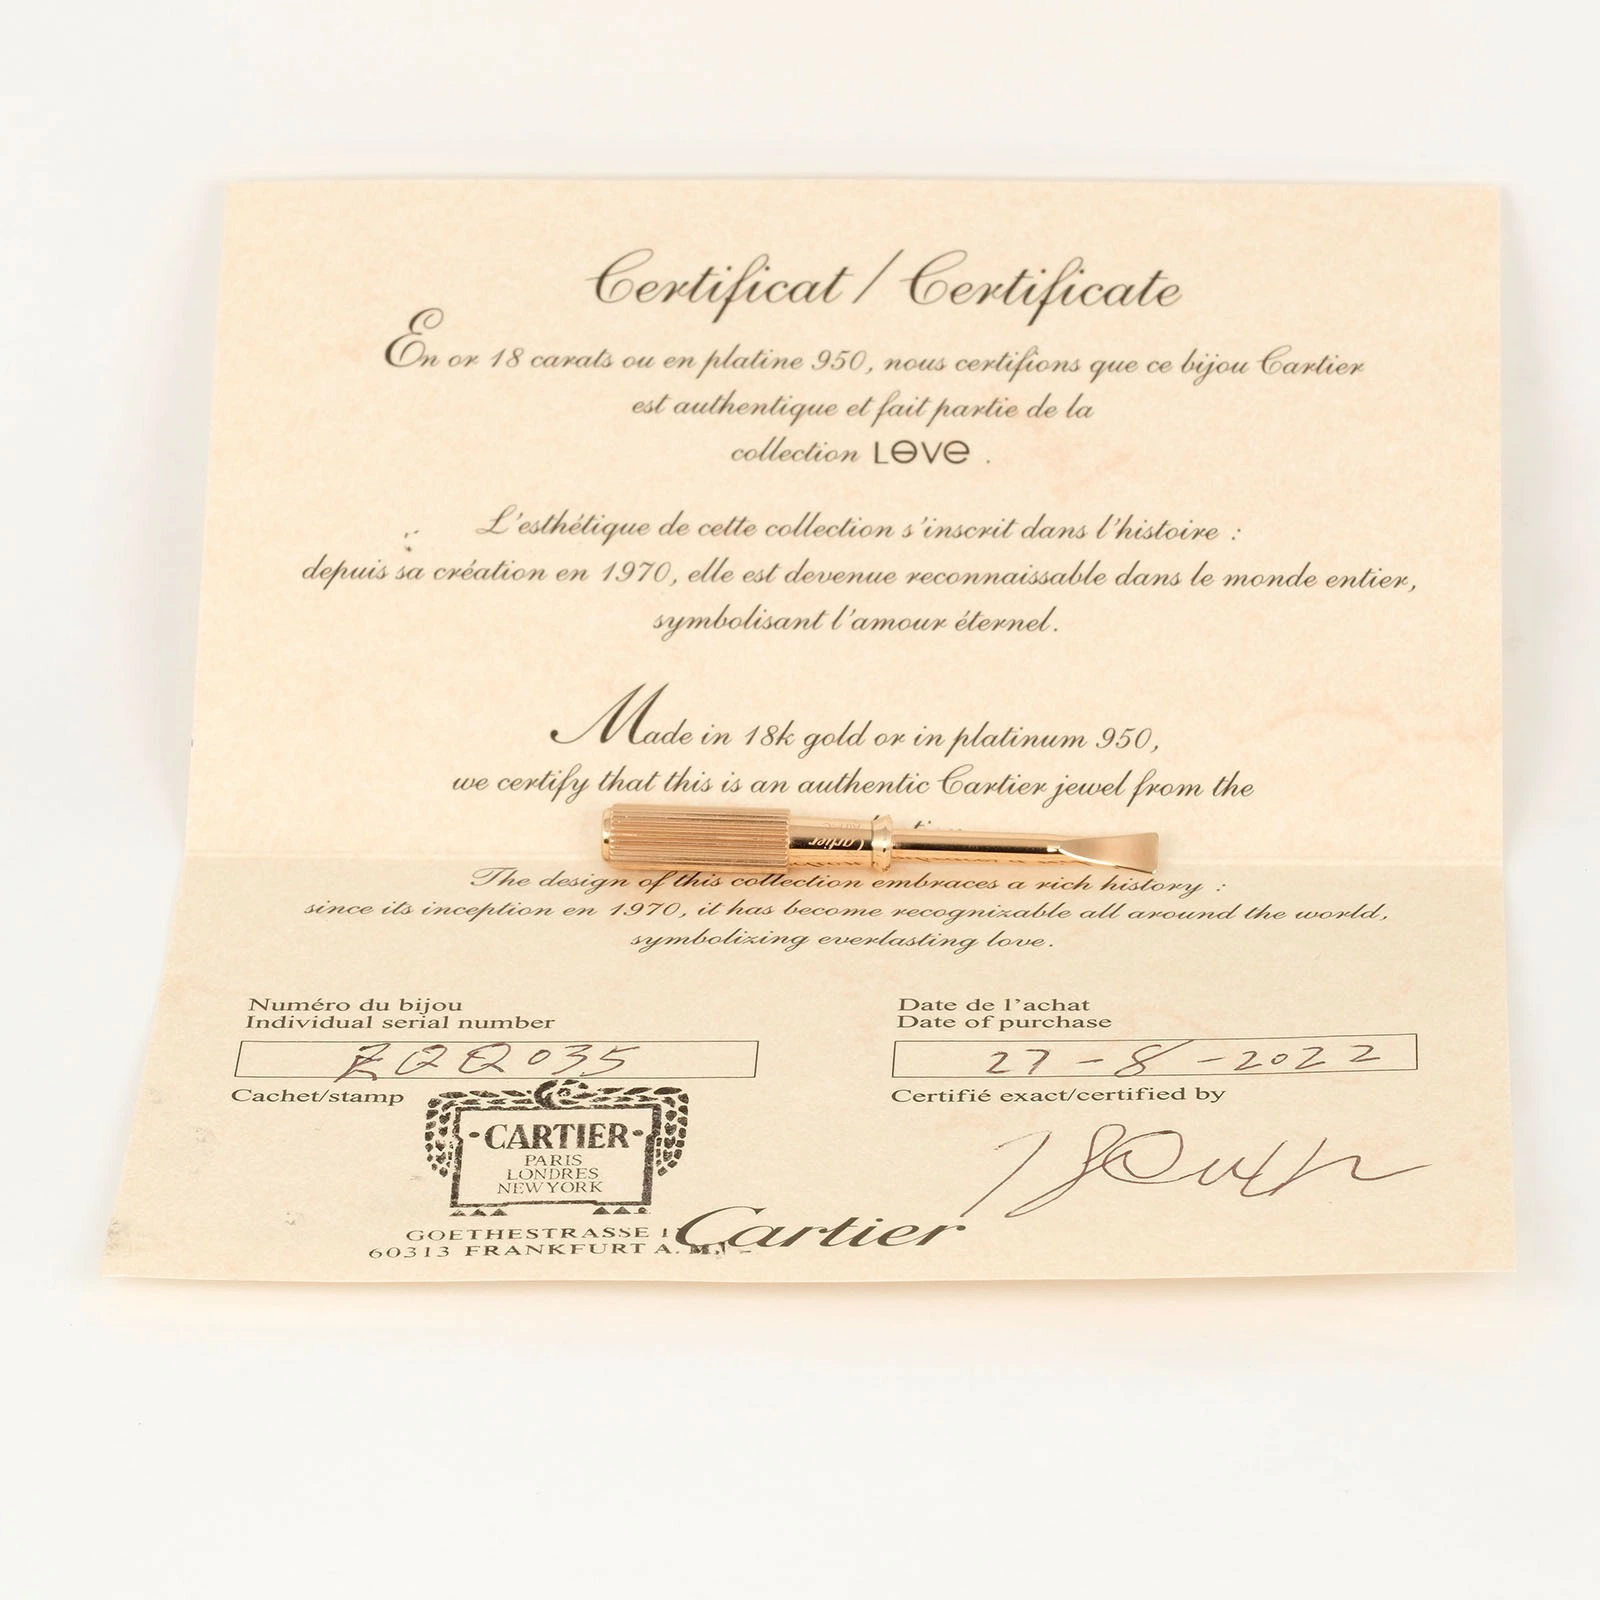 Certificat / Certificate
En or 18 carats ou en platine 950, nous certifions que ce bijou Cartier
est authentique et fait partie de la
collection LOVE .
L'esthétique de cette collection s'inscrit dans l'histoire :
depuis sa création en 1970, elle est devenue reconnaissable dans le monde entier,
symbolisant l'amour éternel.
Made in 18k gold or in platinum 950,
we certify that this is an authentic Cartier jewel from the
Cartier
The design of this collection embraces a rich history :
since its inception en 1970, it has become recognizable all around the world,
symbolizing everlasting love.
Numéro du bijou
Individual serial number
ZQQ035
Date de l'achat
Date of purchase
27-8-2022
Cachet/stamp
Certifié exact/certified by
CARTIER
PARIS
LONDRES
NEW YORK
GOETHESTRASSE
60313 FRANKFURT A. M.
Cartier